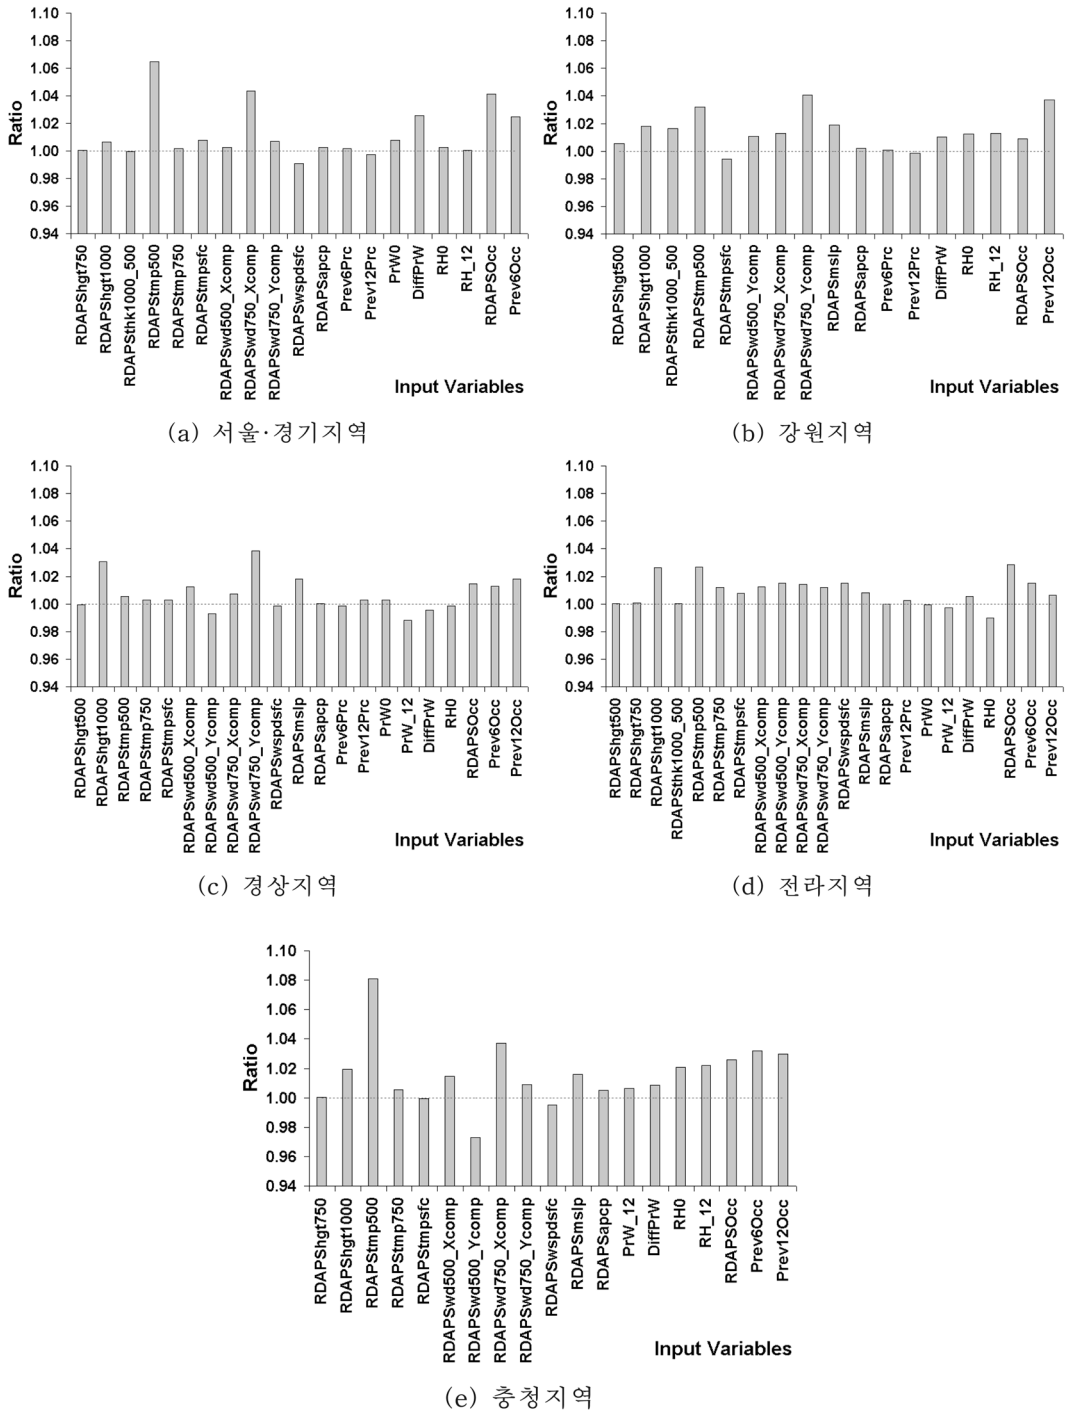 1.10
1.08
1.06
1.04
1.02
1.00
0.98
0.96
0.94
Ratio
RDAPShgt750
RDAPShgt1000
RDAPSthk1000_500
RDAPStmp500
RDAPStmp750
RDAPStmpsfc
RDAPSwd500_Xcomp
RDAPSwd750_Xcomp
RDAPSwd750_Ycomp
RDAPSwspdsfc
RDAPSapcp
Prev6Prc
Prev12Prc
PrW0
DiffPrW
RH0
RH_12
RDAPSOcc
Prev6Occ
Input Variables
(a) 서울·경기지역
1.10
1.08
1.06
1.04
1.02
1.00
0.98
0.96
0.94
Ratio
RDAPShgt500
RDAPShgt1000
RDAPSthk1000_500
RDAPStmp500
RDAPStmpsfc
RDAPSwd500_Ycomp
RDAPSwd750_Xcomp
RDAPSwd750_Ycomp
RDAPSmslp
RDAPSapcp
Prev6Prc
Prev12Prc
DiffPrW
RH0
RH_12
RDAPSOcc
Prev12Occ
Input Variables
(b) 강원지역
1.10
1.08
1.06
1.04
1.02
1.00
0.98
0.96
0.94
Ratio
RDAPShgt500
RDAPShgt1000
RDAPStmp500
RDAPStmp750
RDAPStmpsfc
RDAPSwd500_Xcomp
RDAPSwd500_Ycomp
RDAPSwd750_Xcomp
RDAPSwd750_Ycomp
RDAPSwspdsfc
RDAPSmslp
RDAPSapcp
Prev6Prc
Prev12Prc
PrW0
PrW_12
DiffPrW
RH0
RDAPSOcc
Prev6Occ
Prev12Occ
Input Variables
(c) 경상지역
1.10
1.08
1.06
1.04
1.02
1.00
0.98
0.96
0.94
Ratio
RDAPShgt500
RDAPShgt750
RDAPShgt1000
RDAPSthk1000_500
RDAPStmp500
RDAPStmp750
RDAPStmpsfc
RDAPSwd500_Xcomp
RDAPSwd500_Ycomp
RDAPSwd750_Xcomp
RDAPSwd750_Ycomp
RDAPSwspdsfc
RDAPSmslp
RDAPSapcp
Prev12Prc
PrW0
PrW_12
DiffPrW
RH0
RDAPSOcc
Prev6Occ
Prev12Occ
Input Variables
(d) 전라지역
1.10
1.08
1.06
1.04
1.02
1.00
0.98
0.96
0.94
Ratio
RDAPShgt750
RDAPShgt1000
RDAPStmp500
RDAPStmp750
RDAPStmpsfc
RDAPSwd500_Xcomp
RDAPSwd500_Ycomp
RDAPSwd750_Xcomp
RDAPSwd750_Ycomp
RDAPSwspdsfc
RDAPSmslp
RDAPSapcp
PrW_12
DiffPrW
RH0
RH_12
RDAPSOcc
Prev6Occ
Prev12Occ
Input Variables
(e) 충청지역